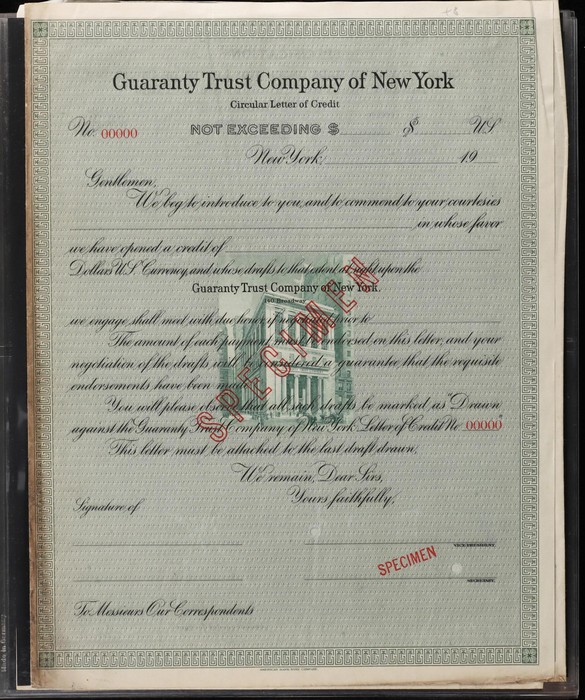 Guaranty Trust Company of New York
Circular Letter of Credit
No. 00000 NOT EXCEEDING $ $ US
New York, 19
Gentlemen,
We beg to introduce to you, and to commend to your courtesies
in whose favor
we have opened a credit of
Dollars U.S. Currency, and whose drafts to that extent at sight upon the
Guaranty Trust Company of New York.
140 Broadway
we engage shall meet with due honor if negotiated prior to
The amount of each payment must be endorsed on this letter, and your
negotiation of the drafts will be considered a guarantee that the requisite
endorsements have been made.
You will please observe that all such drafts be marked as "Drawn
against the Guaranty Trust Company of New York Letter of Credit No. 00000"
This letter must be attached to the last draft drawn,
SPECIMEN
We remain, Dear Sirs,
Yours faithfully,
Signature of
VICE PRESIDENT.
SPECIMEN
SECRETARY.
To Messieurs Our Correspondents